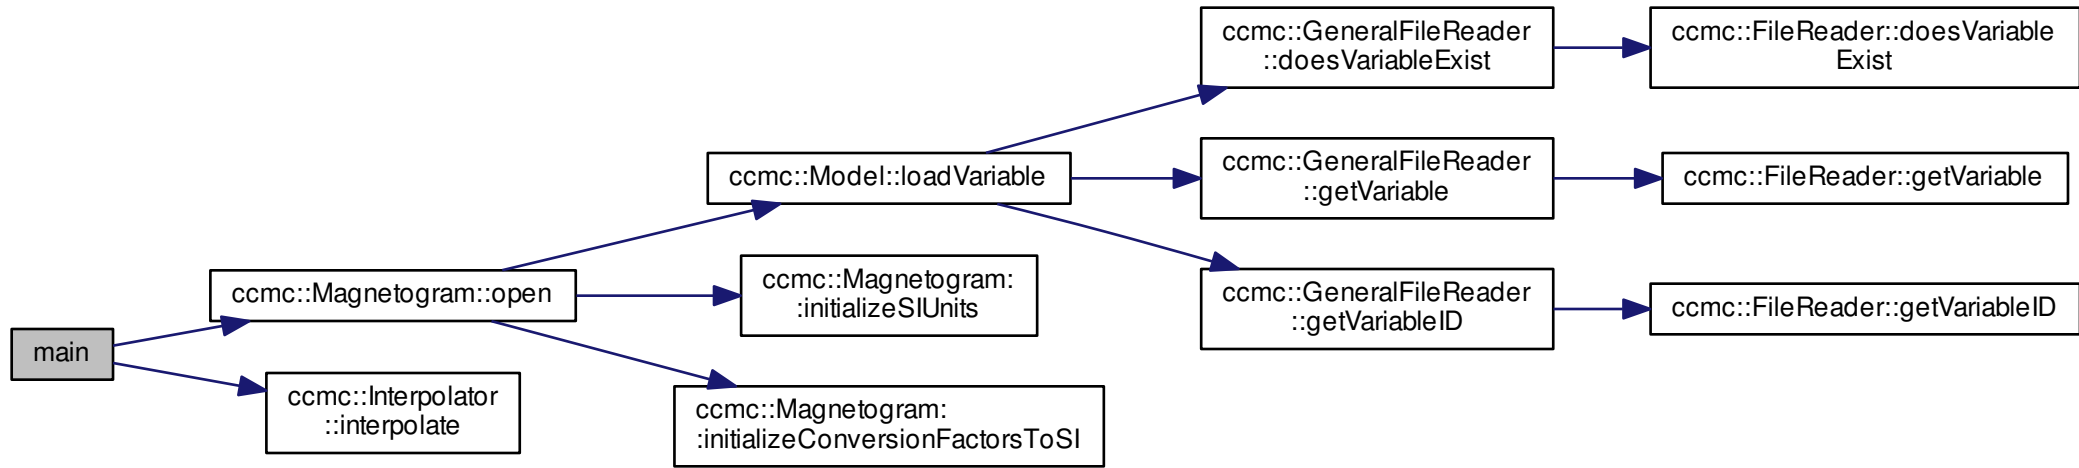 main
ccmc::Magnetogram::open
ccmc::Interpolator
::interpolate
ccmc::Model::loadVariable
ccmc::Magnetogram:
:initializeSIUnits
ccmc::Magnetogram:
:initializeConversionFactorsToSI
ccmc::GeneralFileReader
::doesVariableExist
ccmc::GeneralFileReader
::getVariable
ccmc::GeneralFileReader
::getVariableID
ccmc::FileReader::doesVariable
Exist
ccmc::FileReader::getVariable
ccmc::FileReader::getVariableID